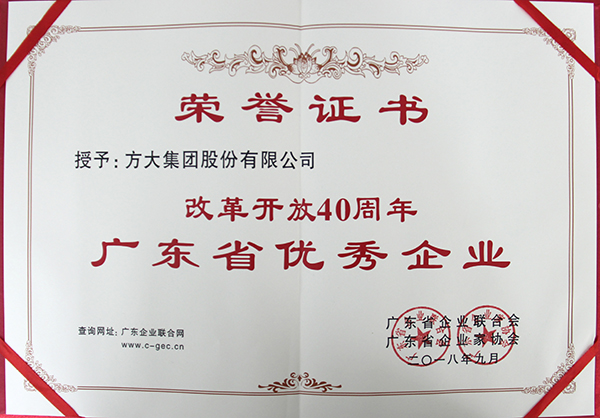 荣誉证书
授予：方大集团股份有限公司
改革开放40周年
广东省优秀企业
广东省企业联合会
广东省企业家协会
二〇一八年九月
查询网址：广东企业联合网
www.c-gec.cn